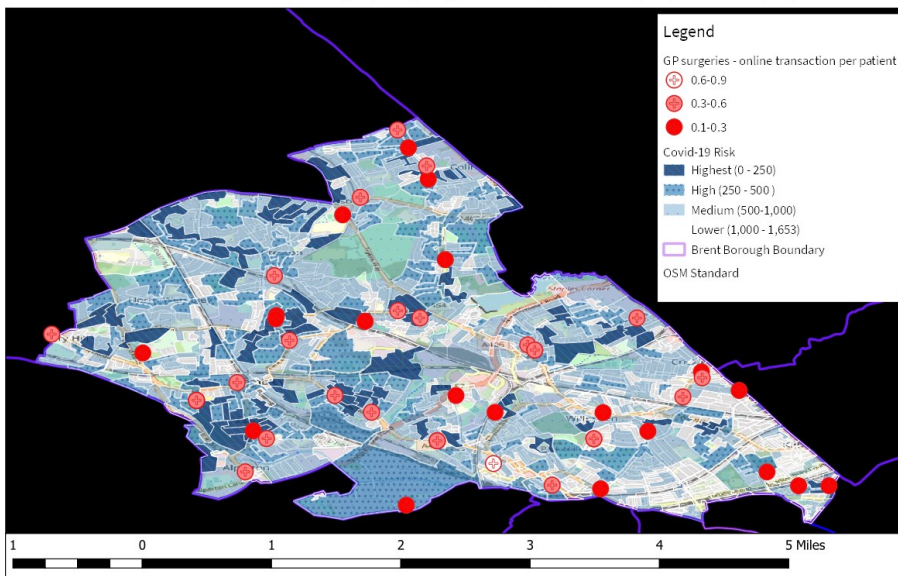 Legend
GP surgeries - online transaction per patient
0.6-0.9
0.3-0.6
0.1-0.3
Covid-19 Risk
Highest (0 - 250)
High (250 - 500 )
Medium (500-1,000)
Lower (1,000 - 1,653)
Brent Borough Boundary
OSM Standard
1 0 1 2 3 4 5 Miles